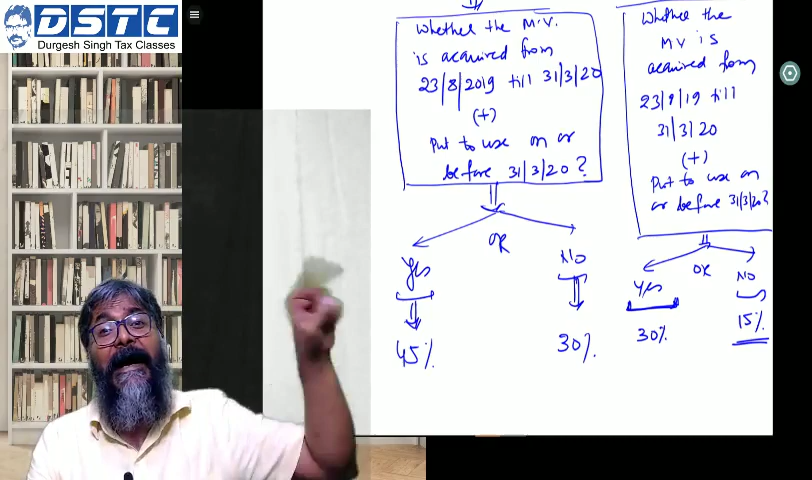 DSTC
Durgesh Singh Tax Classes
Whether the M.V.
is acquired from
23/8/2019 till 31/3/20
(+)
Put to use on or
before 31/3/20?
OR
Yes
NO
45%
30%
Whether the
MV is
acquired from
23/9/19 till
31/3/20
(+)
Put to use on
or before 31/3/20?
OR
Yes
NO
30%
15%